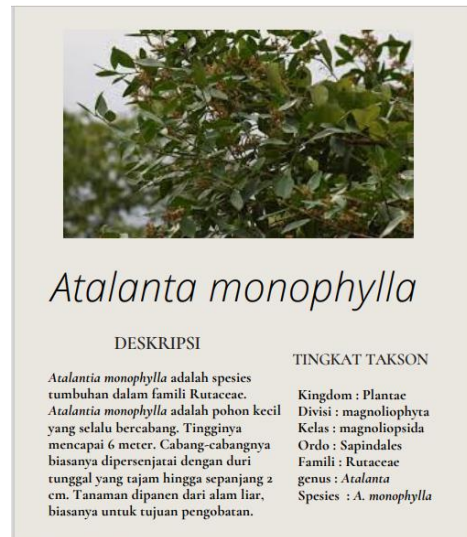 Atalanta monophylla
DESKRIPSI
Atalantia monophylla adalah spesies
tumbuhan dalam famili Rutaceae.
Atalantia monophylla adalah pohon kecil
yang selalu bercabang. Tingginya
mencapai 6 meter. Cabang-cabangnya
biasanya dipersenjatai dengan duri
tunggal yang tajam hingga sepanjang 2
cm. Tanaman dipanen dari alam liar,
biasanya untuk tujuan pengobatan.
TINGKAT TAKSON
Kingdom : Plantae
Divisi : magnoliophyta
Kelas : magnoliopsida
Ordo : Sapindales
Famili : Rutaceae
genus : Atalanta
Spesies : A. monophylla